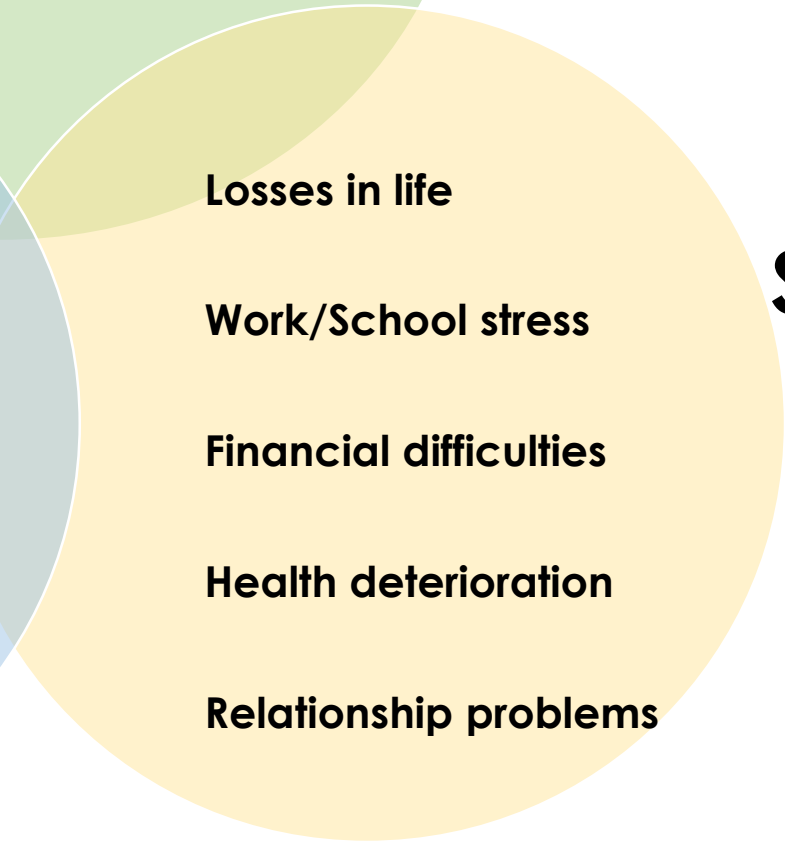 Losses in life
Work/School stress
Financial difficulties
Health deterioration
Relationship problems